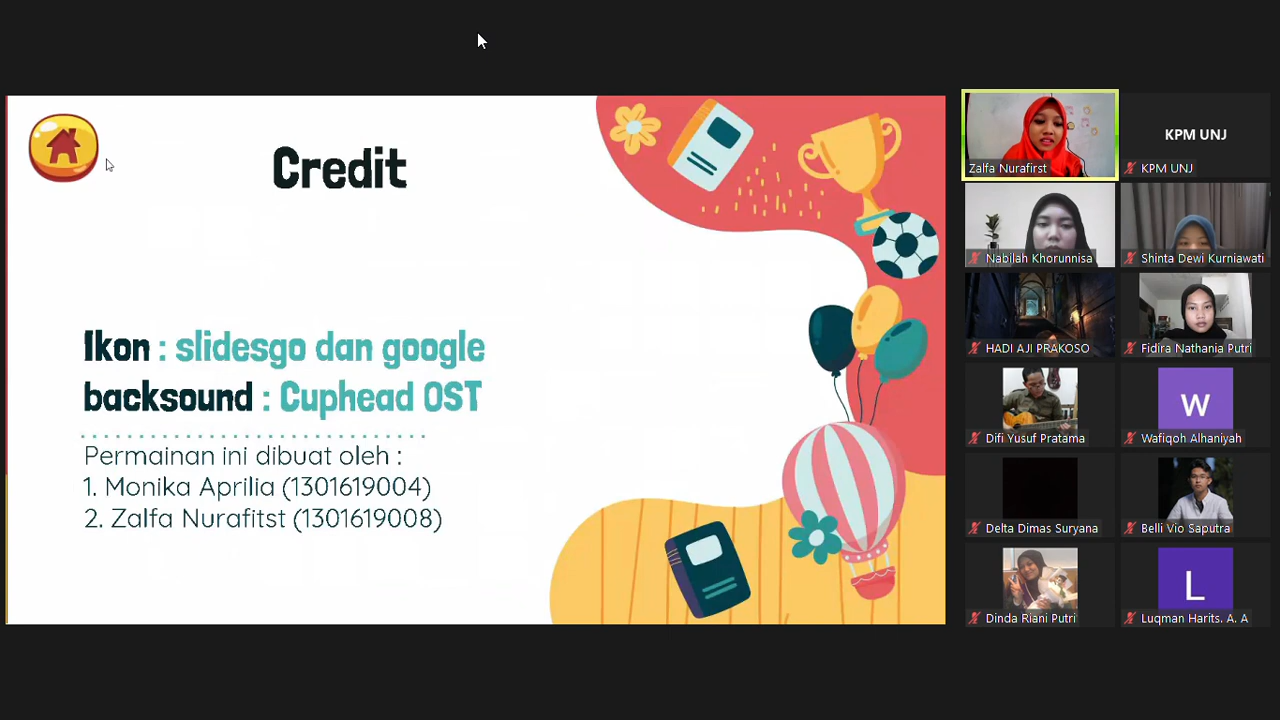 Credit
Ikon : slidesgo dan google
backsound : Cuphead OST
Permainan ini dibuat oleh :
1. Monika Aprilia (1301619004)
2. Zalfa Nurafitst (1301619008)
Zalfa Nurafirst
KPM UNJ
KPM UNJ
Nabilah Khorunnisa
Shinta Dewi Kurniawati
HADI AJI PRAKOSO
Fidira Nathania Putri
Difi Yusuf Pratama
W
Wafiqoh Alhaniyah
Delta Dimas Suryana
Belli Vio Saputra
Dinda Riani Putri
L
Luqman Harits. A. A